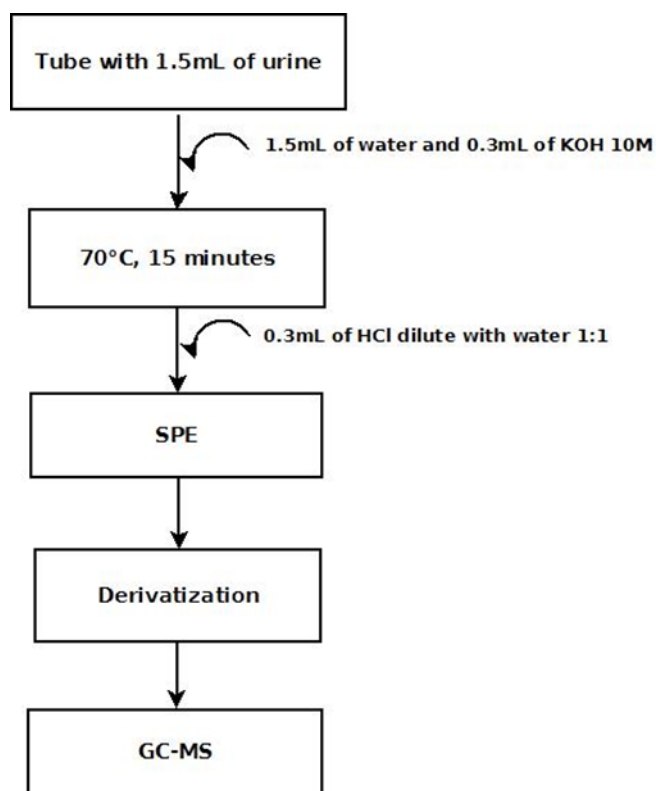 Tube with 1.5mL of urine
1.5mL of water and 0.3mL of KOH 10M
70°C, 15 minutes
0.3mL of HCl dilute with water 1:1
SPE
Derivatization
GC-MS